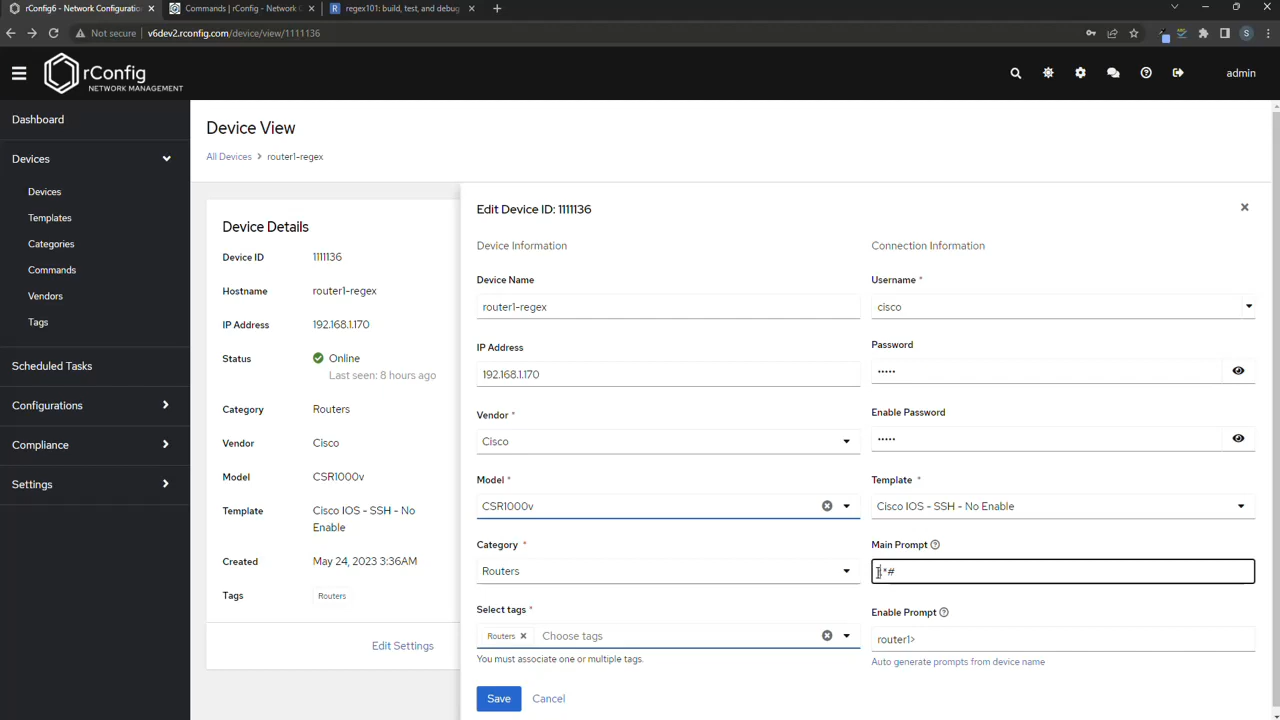 rConfig6 - Network Configuratio
Commands | rConfig - Network C
regex101: build, test, and debug
Not secure
v6dev2.rconfig.com/device/view/1111136
S
rConfig
NETWORK MANAGEMENT
admin
Dashboard
Devices
Devices
Templates
Categories
Commands
Vendors
Tags
Scheduled Tasks
Configurations
Compliance
Settings
Device View
All Devices > router1-regex
Device Details
Device ID 1111136
Hostname router1-regex
IP Address 192.168.1.170
Status Online
Last seen: 8 hours ago
Category Routers
Vendor Cisco
Model CSR1000v
Template Cisco IOS - SSH - No
Enable
Created May 24, 2023 3:36AM
Tags Routers
Edit Settings
Edit Device ID: 1111136
Device Information
Device Name
router1-regex
IP Address
192.168.1.170
Vendor *
Cisco
Model *
CSR1000v
Category *
Routers
Select tags *
Routers × Choose tags
You must associate one or multiple tags.
Save Cancel
Connection Information
Username *
cisco
Password
•••••
Enable Password
•••••
Template *
Cisco IOS - SSH - No Enable
Main Prompt
*#
Enable Prompt
router1>
Auto generate prompts from device name